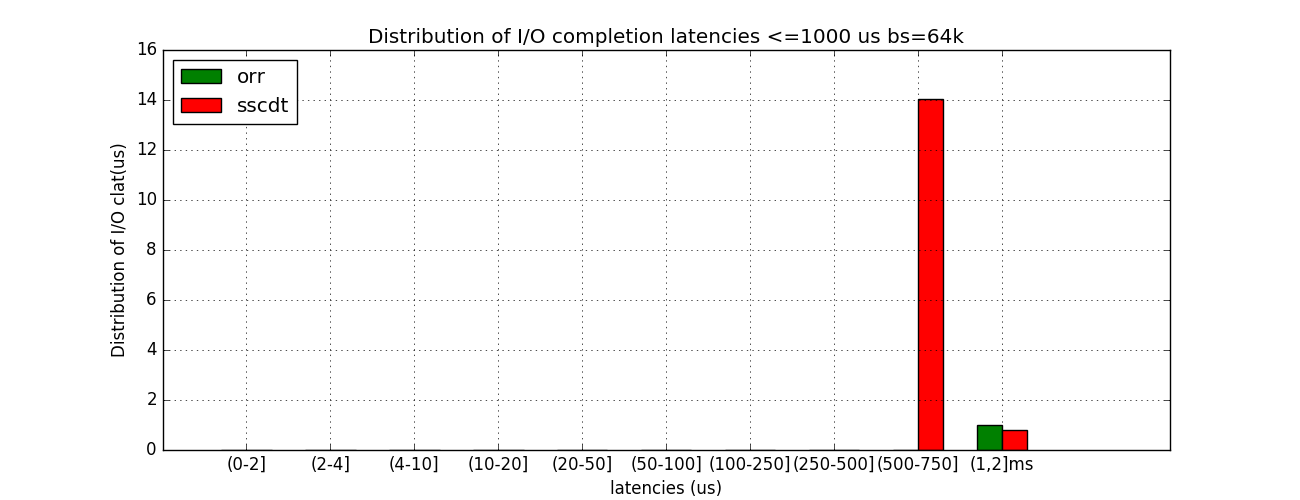 Distribution of I/O completion latencies <=1000 us bs=64k
16
14
12
10
8
6
4
2
0
Distribution of I/O clat(us)
orr
sscdt
(0-2] (2-4] (4-10] (10-20] (20-50] (50-100] (100-250] (250-500] (500-750] (1,2]ms
latencies (us)